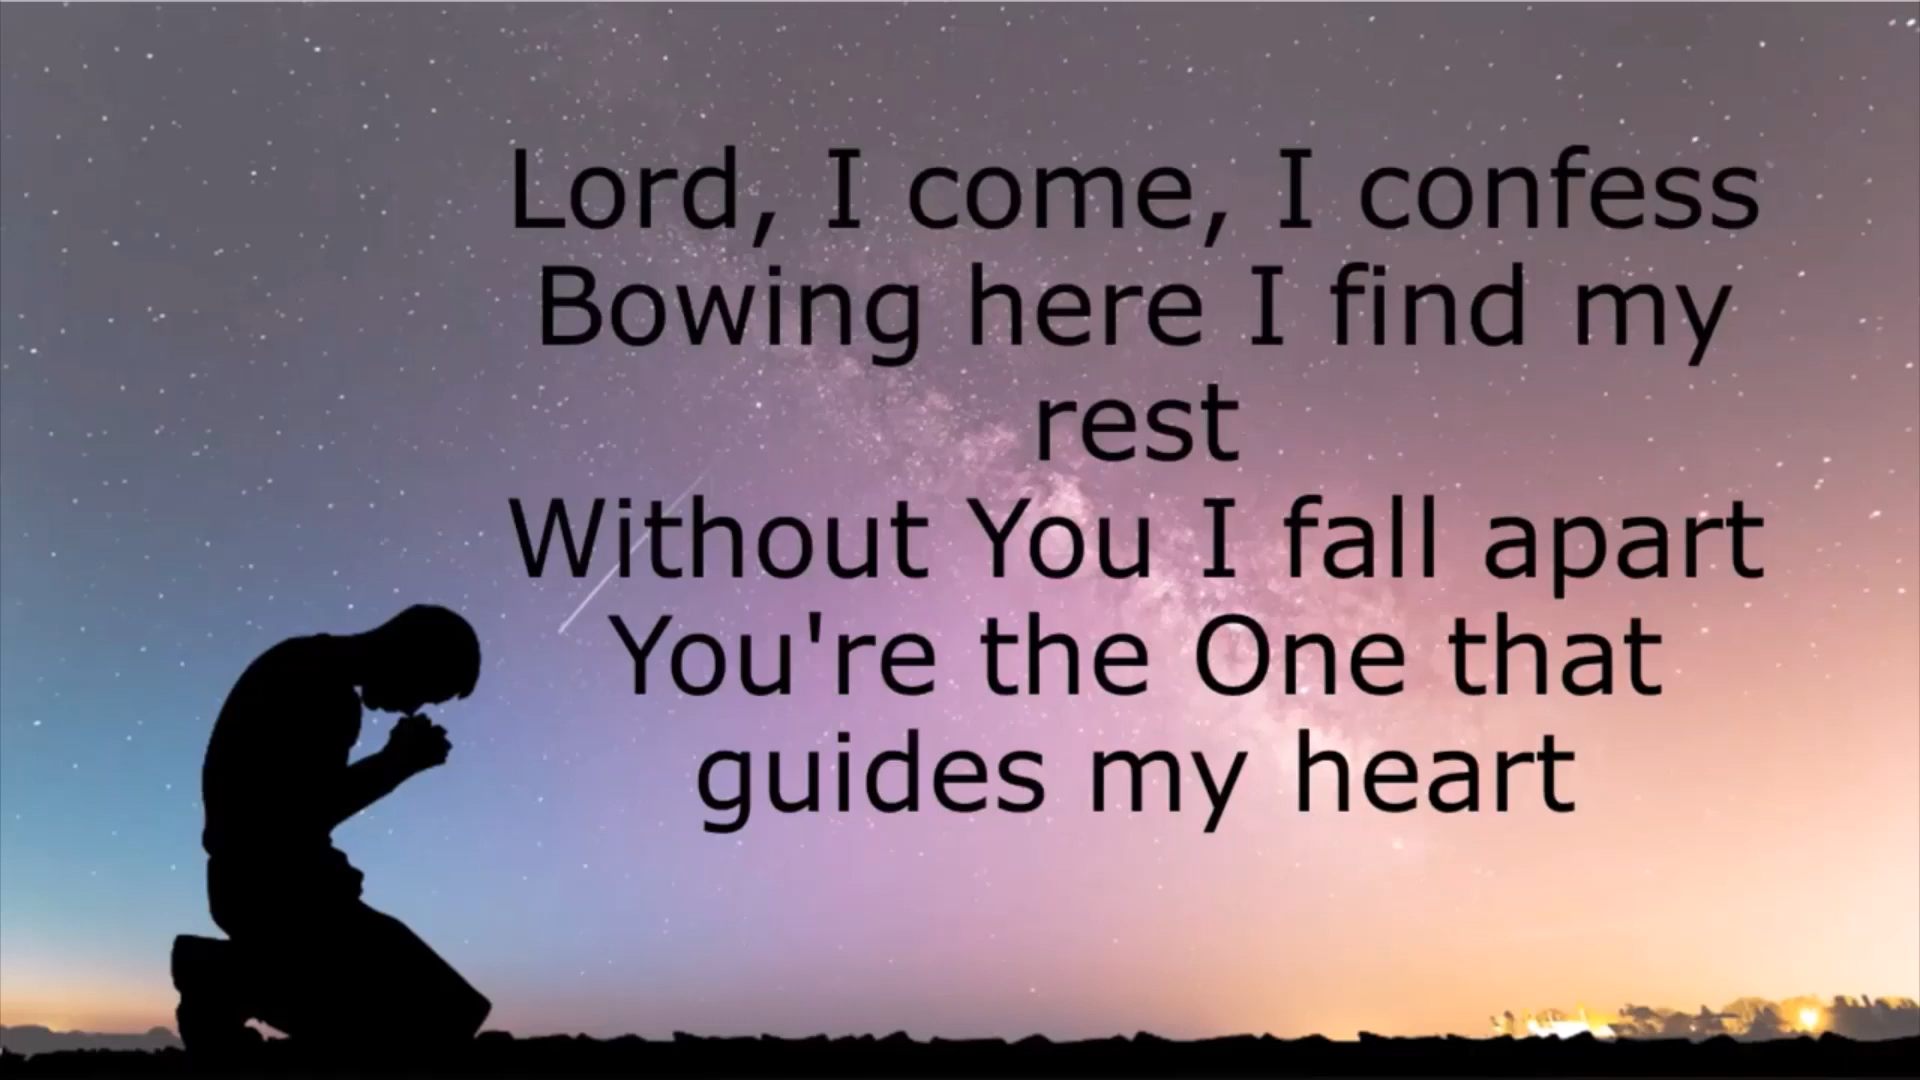 Lord, I come, I confess
Bowing here I find my
rest
Without You I fall apart
You're the One that
guides my heart